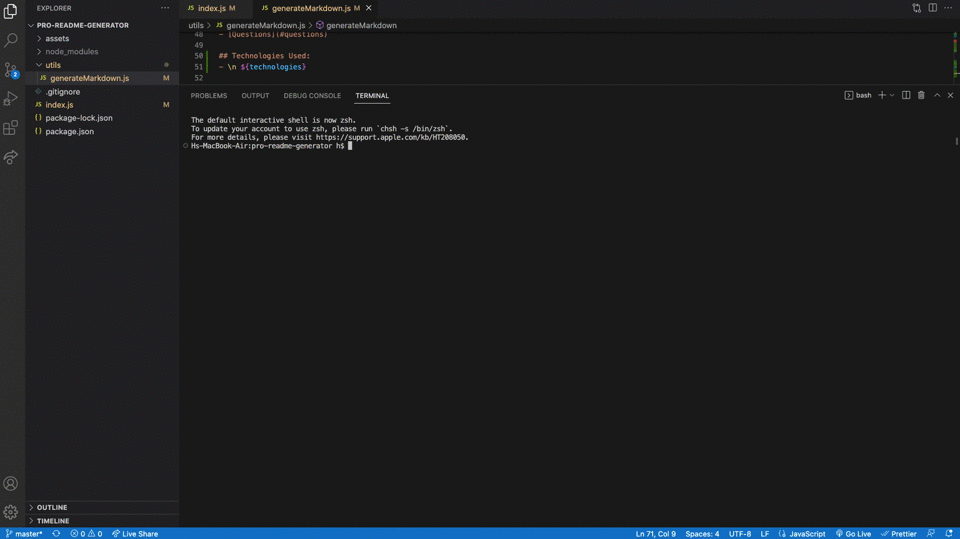 EXPLORER
PRO-README-GENERATOR
assets
node_modules
utils
generateMarkdown.js M
.gitignore
index.js M
package-lock.json
package.json
OUTLINE
TIMELINE
index.js M
generateMarkdown.js M
utils > generateMarkdown.js > generateMarkdown
48 - [Questions](#questions)
49
50 ## Technologies Used:
51 - \n ${technologies}
52
PROBLEMS OUTPUT DEBUG CONSOLE TERMINAL
bash
The default interactive shell is now zsh.
To update your account to use zsh, please run `chsh -s /bin/zsh`.
For more details, please visit https://support.apple.com/kb/HT208050.
Hs-MacBook-Air:pro-readme-generator h$
2
master* 0 0 Live Share Ln 71, Col 9 Spaces: 4 UTF-8 LF JavaScript Go Live Prettier